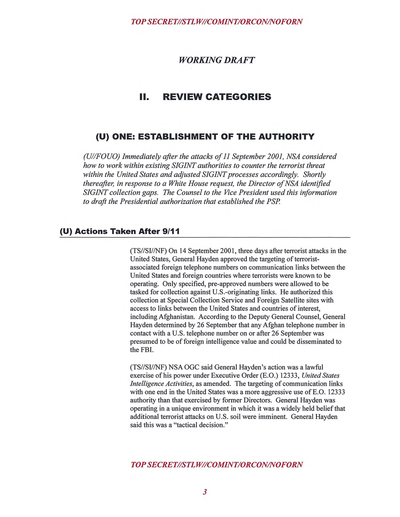 TOP SECRET//STLW//COMINT/ORCON/NOFORN
WORKING DRAFT
II. REVIEW CATEGORIES
(U) ONE: ESTABLISHMENT OF THE AUTHORITY
(U//FOUO) Immediately after the attacks of 11 September 2001, NSA considered
how to work within existing SIGINT authorities to counter the terrorist threat
within the United States and adjusted SIGINT processes accordingly. Shortly
thereafter, in response to a White House request, the Director of NSA identified
SIGINT collection gaps. The Counsel to the Vice President used this information
to draft the Presidential authorization that established the PSP.
(U) Actions Taken After 9/11
(TS//SI//NF) On 14 September 2001, three days after terrorist attacks in the
United States, General Hayden approved the targeting of terrorist-
associated foreign telephone numbers on communication links between the
United States and foreign countries where terrorists were known to be
operating. Only specified, pre-approved numbers were allowed to be
tasked for collection against U.S.-originating links. He authorized this
collection at Special Collection Service and Foreign Satellite sites with
access to links between the United States and countries of interest,
including Afghanistan. According to the Deputy General Counsel, General
Hayden determined by 26 September that any Afghan telephone number in
contact with a U.S. telephone number on or after 26 September was
presumed to be of foreign intelligence value and could be disseminated to
the FBI.
(TS//SI//NF) NSA OGC said General Hayden's action was a lawful
exercise of his power under Executive Order (E.O.) 12333, United States
Intelligence Activities, as amended. The targeting of communication links
with one end in the United States was a more aggressive use of E.O. 12333
authority than that exercised by former Directors. General Hayden was
operating in a unique environment in which it was a widely held belief that
additional terrorist attacks on U.S. soil were imminent. General Hayden
said this was a "tactical decision."
TOP SECRET//STLW//COMINT/ORCON/NOFORN
3